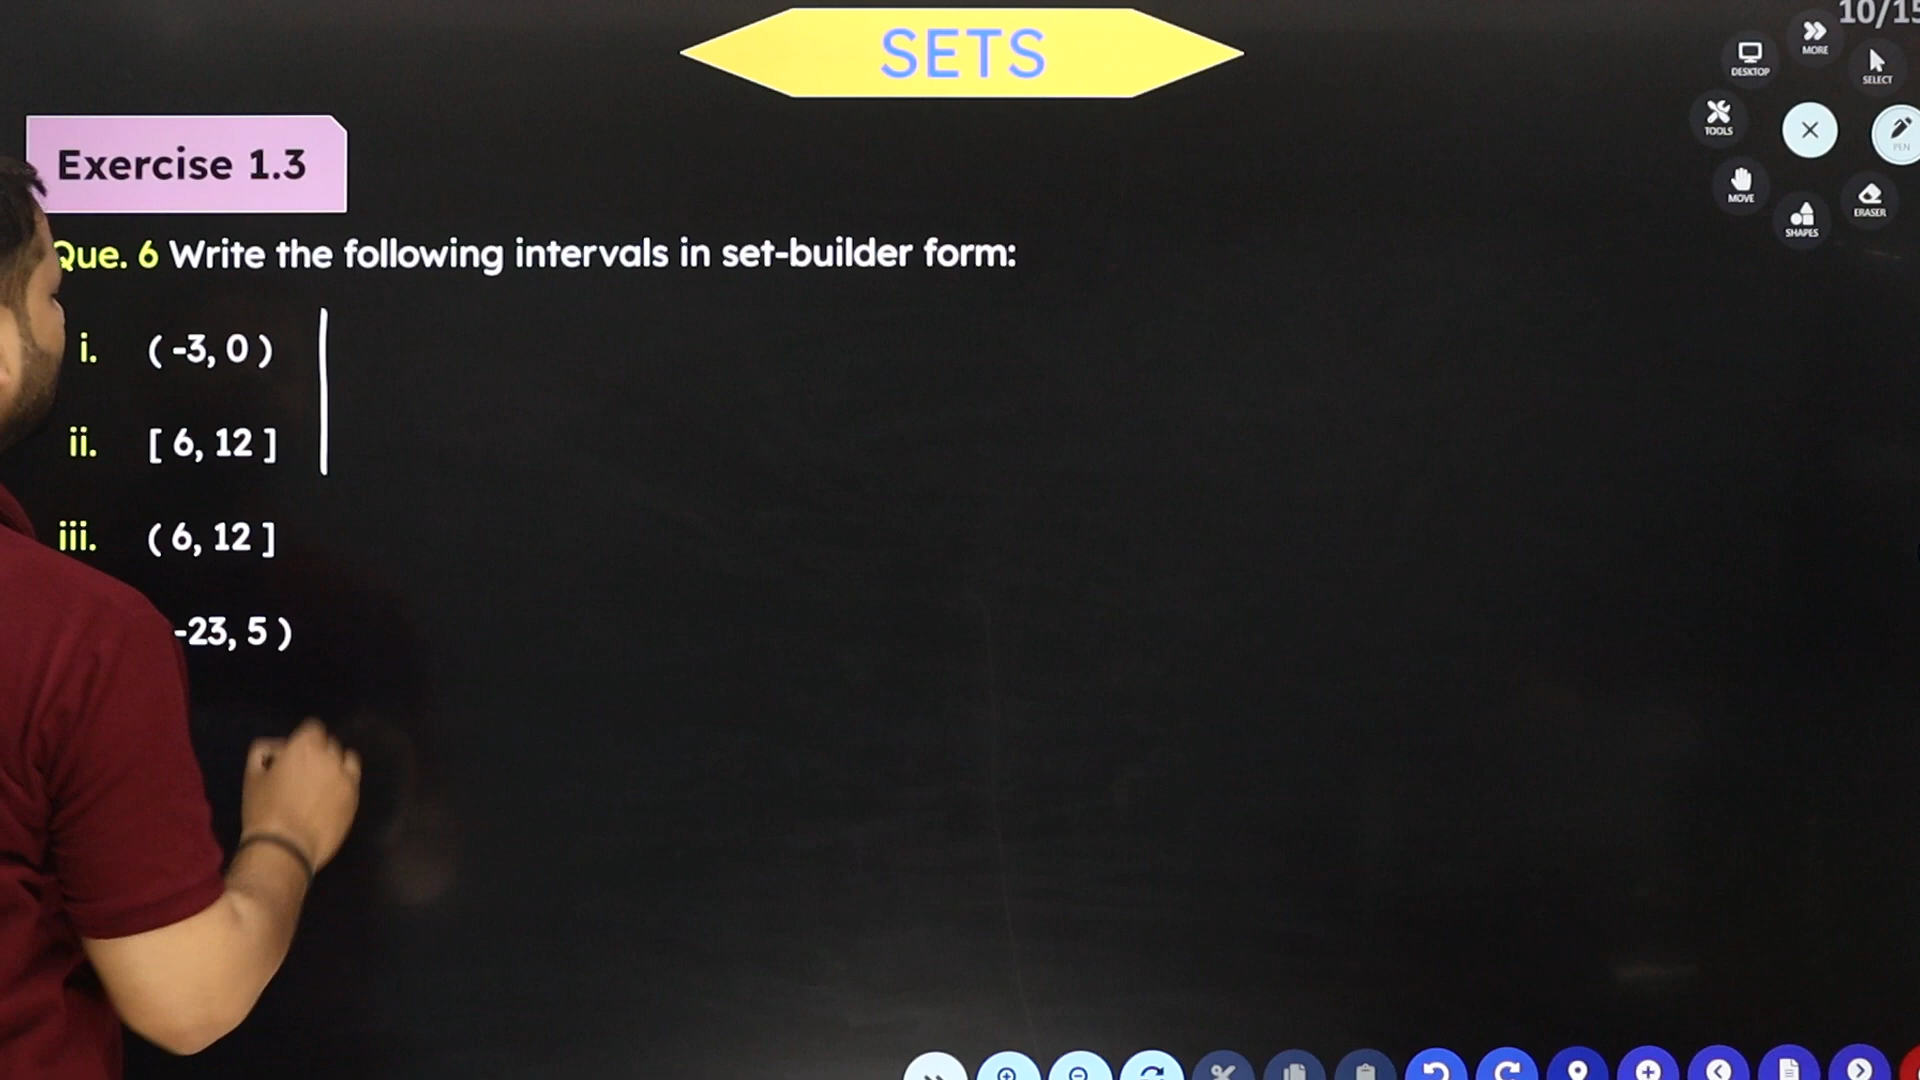 10/15
SETS
MORE
DESKTOP
SELECT
TOOLS
PEN
MOVE
ERASER
SHAPES
Exercise 1.3
Que. 6 Write the following intervals in set-builder form:
i. ( -3, 0 )
ii. [ 6, 12 ]
iii. ( 6, 12 ]
-23, 5 )